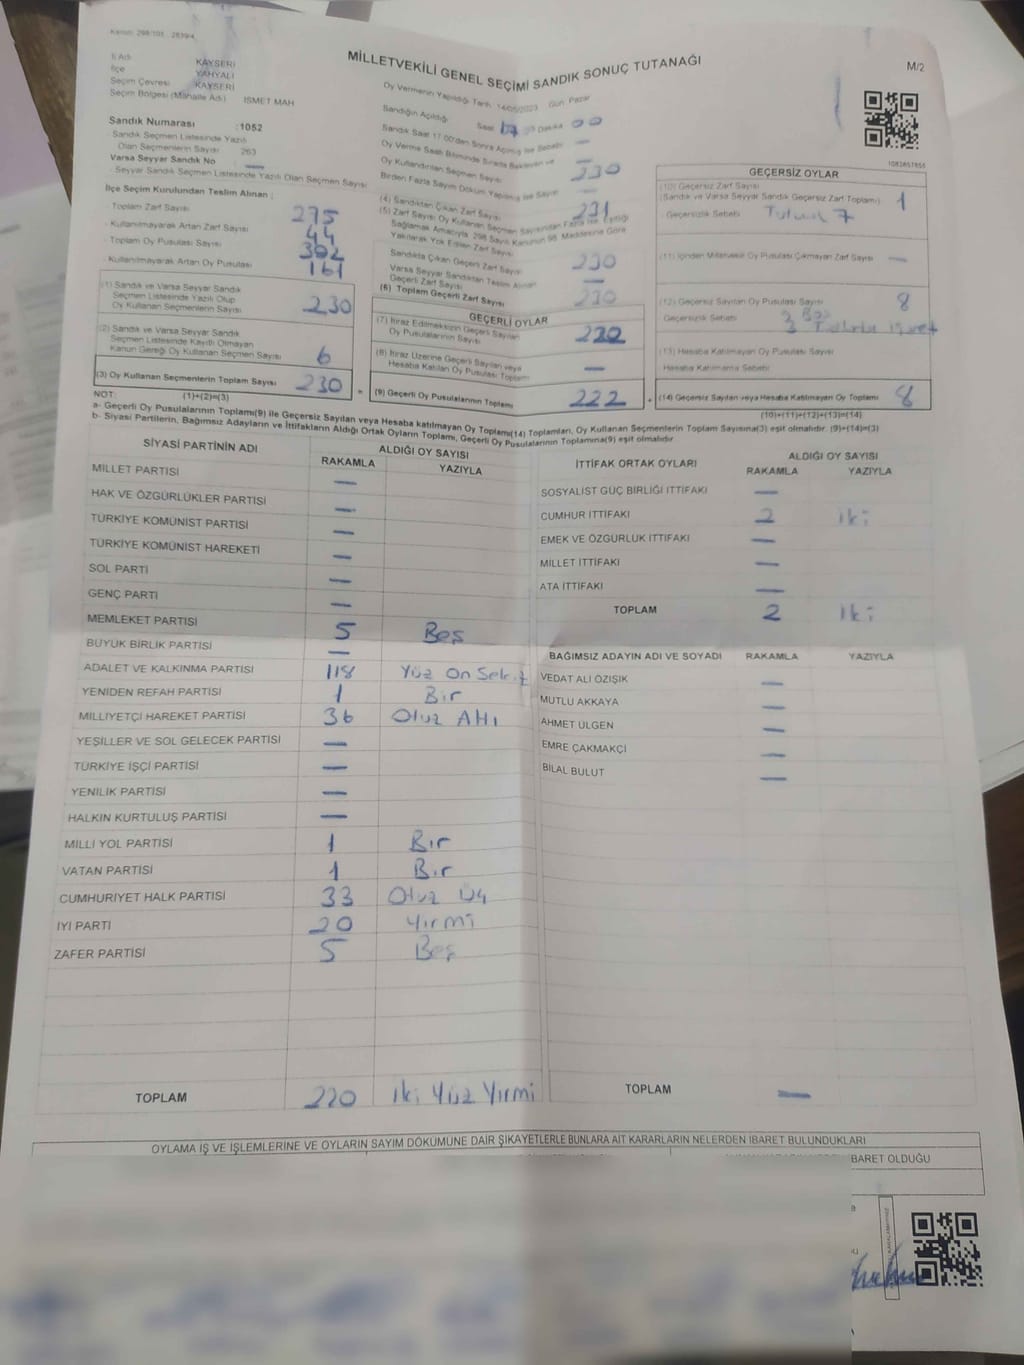 Kanun: 298/105
MİLLETVEKİLİ GENEL SEÇİMİ SANDIK SONUÇ TUTANAĞI
M/2
İl Adı KAYSERİ
İlçe YAHYALI
Seçim Çevresi KAYSERİ
Seçim Bölgesi (Mahalle Adı) İSMET MAH
Sandık Numarası :1052
Sandık Seçmen Listesinde Yazılı
Olan Seçmenlerin Sayısı 263
Varsa Seyyar Sandık No —
Seyyar Sandık Seçmen Listesinde Yazılı Olan Seçmen Sayısı
İlçe Seçim Kurulundan Teslim Alınan :
Toplam Zarf Sayısı 275
Kullanılmayarak Artan Zarf Sayısı 44
Toplam Oy Pusulası Sayısı 392
Kullanılmayarak Artan Oy Pusulası 161
(1) Sandık ve Varsa Seyyar Sandık
Seçmen Listesinde Yazılı Olup
Oy Kullanan Seçmenlerin Sayısı 230
(2) Sandık ve Varsa Seyyar Sandık
Seçmen Listesinde Kayıtlı Olmayan
Kanun Gereği Oy Kullanan Seçmen Sayısı 6
(3) Oy Kullanan Seçmenlerin Toplam Sayısı 230 =
Oy Vermenin Yapıldığı Tarih 14/05/2023 Gün Pazar
Sandığın Açıldığı Saat 17 Dakika 00
Sandık Saat 17:00'den Sonra Açılmış İse Sebebi —
Oy Verme Saati Bitiminde Sırada Bekleyen ve
Oy Kullandırılan Seçmen Sayısı 230
Birden Fazla Sayım Döküm Yapılmış İse Sayısı —
(4) Sandıktan Çıkan Zarf Sayısı 231
(5) Zarf Sayısı Oy Kullanan Seçmen Sayısından Fazla İse, Eşitliği
Sağlamak Amacıyla, 298 Sayılı Kanunun 98. Maddesine Göre
Yakılarak Yok Edilen Zarf Sayısı
Sandıkta Çıkan Geçerli Zarf Sayısı 230
Varsa Seyyar Sandıktan Teslim Alınan
Geçerli Zarf Sayısı —
(6) Toplam Geçerli Zarf Sayısı 230
GEÇERLİ OYLAR
(7) İtiraz Edilmeksizin Geçerli Sayılan
Oy Pusulalarının Sayısı 222
(8) İtiraz Üzerine Geçerli Sayılan veya
Hesaba Katılan Oy Pusulası Toplamı —
(9) Geçerli Oy Pusulalarının Toplamı 222 +
1083857855
GEÇERSİZ OYLAR
(10) Geçersiz Zarf Sayısı
(Sandık ve Varsa Seyyar Sandık Geçersiz Zarf Toplamı) 1
Geçersizlik Sebebi
(11) İçinden Milletvekili Oy Pusulası Çıkmayan Zarf Sayısı —
(12) Geçersiz Sayılan Oy Pusulası Sayısı 8
Geçersizlik Sebebi
(13) Hesaba Katılmayan Oy Pusulası Sayısı
Hesaba Katılmama Sebebi
(14) Geçersiz Sayılan veya Hesaba Katılmayan Oy Toplamı 8
NOT: (1)+(2)=(3)
(10)+(11)+(12)+(13)=(14)
a- Geçerli Oy Pusulalarının Toplamı(9) ile Geçersiz Sayılan veya Hesaba katılmayan Oy Toplamı(14) Toplamları, Oy Kullanan Seçmenlerin Toplam Sayısına(3) eşit olmalıdır. (9)+(14)=(3)
b- Siyasi Partilerin, Bağımsız Adayların ve İttifakların Aldığı Ortak Oyların Toplamı, Geçerli Oy Pusulalarının Toplamına(9) eşit olmalıdır
SİYASİ PARTİNİN ADI ALDIĞI OY SAYISI
RAKAMLA YAZIYLA
MİLLET PARTİSİ —
HAK VE ÖZGÜRLÜKLER PARTİSİ —
TÜRKİYE KOMÜNİST PARTİSİ —
TÜRKİYE KOMÜNİST HAREKETİ —
SOL PARTİ —
GENÇ PARTİ —
MEMLEKET PARTİSİ 5 Beş
BÜYÜK BİRLİK PARTİSİ —
ADALET VE KALKINMA PARTİSİ 118 Yüz On Sekiz
YENİDEN REFAH PARTİSİ 1 Bir
MİLLİYETÇİ HAREKET PARTİSİ 36 Otuz Altı
YEŞİLLER VE SOL GELECEK PARTİSİ —
TÜRKİYE İŞÇİ PARTİSİ —
YENİLİK PARTİSİ —
HALKIN KURTULUŞ PARTİSİ —
MİLLİ YOL PARTİSİ 1 Bir
VATAN PARTİSİ 1 Bir
CUMHURİYET HALK PARTİSİ 33 Otuz Üç
İYİ PARTİ 20 Yirmi
ZAFER PARTİSİ 5 Beş
TOPLAM 220 iki Yüz Yirmi
İTTİFAK ORTAK OYLARI ALDIĞI OY SAYISI
RAKAMLA YAZIYLA
SOSYALİST GÜÇ BİRLİĞİ İTTİFAKI —
CUMHUR İTTİFAKI 2 iki
EMEK VE ÖZGÜRLÜK İTTİFAKI —
MİLLET İTTİFAKI —
ATA İTTİFAKI —
TOPLAM 2 iki
BAĞIMSIZ ADAYIN ADI VE SOYADI RAKAMLA YAZIYLA
VEDAT ALİ ÖZIŞIK —
MUTLU AKKAYA —
AHMET ÜLGEN —
EMRE ÇAKMAKÇİ —
BİLAL BULUT —
TOPLAM —
OYLAMA İŞ VE İŞLEMLERİNE VE OYLARIN SAYIM DÖKÜMÜNE DAİR ŞİKAYETLERLE BUNLARA AİT KARARLARIN NELERDEN İBARET BULUNDUKLARI
İBARET OLDUĞU